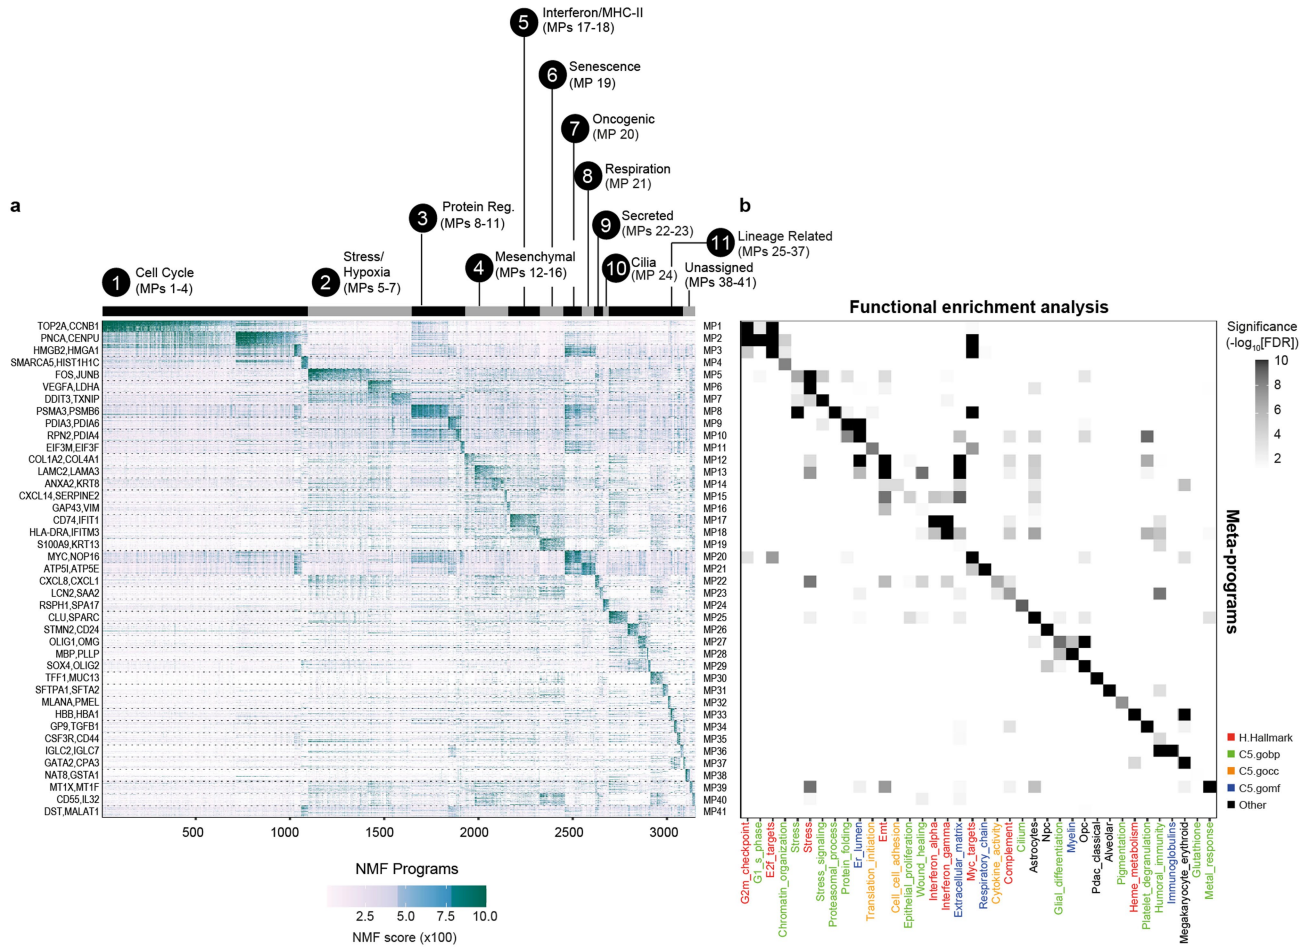 5 Interferon/MHC-II
(MPs 17-18)
6 Senescence
(MP 19)
7 Oncogenic
(MP 20)
8 Respiration
(MP 21)
a
b
3 Protein Reg.
(MPs 8-11)
9 Secreted
(MPs 22-23)
11 Lineage Related
(MPs 25-37)
1 Cell Cycle
(MPs 1-4)
2 Stress/
Hypoxia
(MPs 5-7)
4 Mesenchymal
(MPs 12-16)
10 Cilia
(MP 24)
Unassigned
(MPs 38-41)
TOP2A,CCNB1
PNCA,CENPU
HMGB2,HMGA1
SMARCA5,HIST1H1C
FOS,JUNB
VEGFA,LDHA
DDIT3,TXNIP
PSMA3,PSMB6
PDIA3,PDIA6
RPN2,PDIA4
EIF3M,EIF3F
COL1A2,COL4A1
LAMC2,LAMA3
ANXA2,KRT8
CXCL14,SERPINE2
GAP43,VIM
CD74,IFIT1
HLA-DRA,IFITM3
S100A9,KRT13
MYC,NOP16
ATP5I,ATP5E
CXCL8,CXCL1
LCN2,SAA2
RSPH1,SPA17
CLU,SPARC
STMN2,CD24
OLIG1,OMG
MBP,PLLP
SOX4,OLIG2
TFF1,MUC13
SFTPA1,SFTA2
MLANA,PMEL
HBB,HBA1
GP9,TGFB1
CSF3R,CD44
IGLC2,IGLC7
GATA2,CPA3
NAT8,GSTA1
MT1X,MT1F
CD55,IL32
DST,MALAT1
MP1
MP2
MP3
MP4
MP5
MP6
MP7
MP8
MP9
MP10
MP11
MP12
MP13
MP14
MP15
MP16
MP17
MP18
MP19
MP20
MP21
MP22
MP23
MP24
MP25
MP26
MP27
MP28
MP29
MP30
MP31
MP32
MP33
MP34
MP35
MP36
MP37
MP38
MP39
MP40
MP41
500 1000 1500 2000 2500 3000
NMF Programs
2.5 5.0 7.5 10.0
NMF score (x100)
Functional enrichment analysis
Significance
(-log10[FDR])
10
8
6
4
2
Meta-programs
H.Hallmark
C5.gobp
C5.gocc
C5.gomf
Other
G2m_checkpoint
G1_s_phase
E2f_targets
Chromatin_organization
Stress
Stress
Stress_signaling
Proteasomal_process
Protein_folding
Er_lumen
Translation_initiation
Emt
Cell_cell_adhesion
Epithelial_proliferation
Wound_healing
Interferon_alpha
Interferon_gamma
Extracellular_matrix
Myc_targets
Respiratory_chain
Cytokine_activity
Complement
Cilium
Astrocytes
Npc
Glial_differentiation
Myelin
Opc
Pdac_classical
Alveolar
Pigmentation
Heme_metabolism
Platelet_degranulation
Humoral_immunity
Immunoglobulins
Megakaryocyte_erythroid
Glutathione
Metal_response